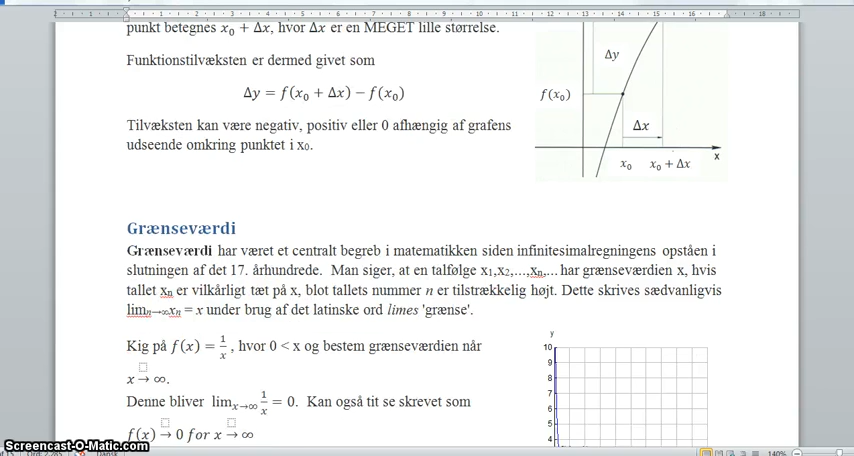 punkt betegnes x₀ + Δx, hvor Δx er en MEGET lille størrelse.
Funktionstilvæksten er dermed givet som
Δy = f(x₀ + Δx) − f(x₀)
Tilvæksten kan være negativ, positiv eller 0 afhængig af grafens
udseende omkring punktet i x₀.
Δy
f(x₀)
Δx
x
x₀ x₀ + Δx
Grænseværdi
Grænseværdi har været et centralt begreb i matematikken siden infinitesimalregningens opståen i
slutningen af det 17. århundrede. Man siger, at en talfølge x₁,x₂,...,xₙ,... har grænseværdien x, hvis
tallet xₙ er vilkårligt tæt på x, blot tallets nummer n er tilstrækkelig højt. Dette skrives sædvanligvis
limₙ→∞xₙ = x under brug af det latinske ord limes 'grænse'.
Kig på f(x) = 1/x , hvor 0 < x og bestem grænseværdien når
x → ∞.
Denne bliver limₓ→∞ 1/x = 0. Kan også tit se skrevet som
f(x) → 0 for x → ∞
y
10
9
8
7
6
5
4
Screencast-O-Matic.com
Dansk
140%